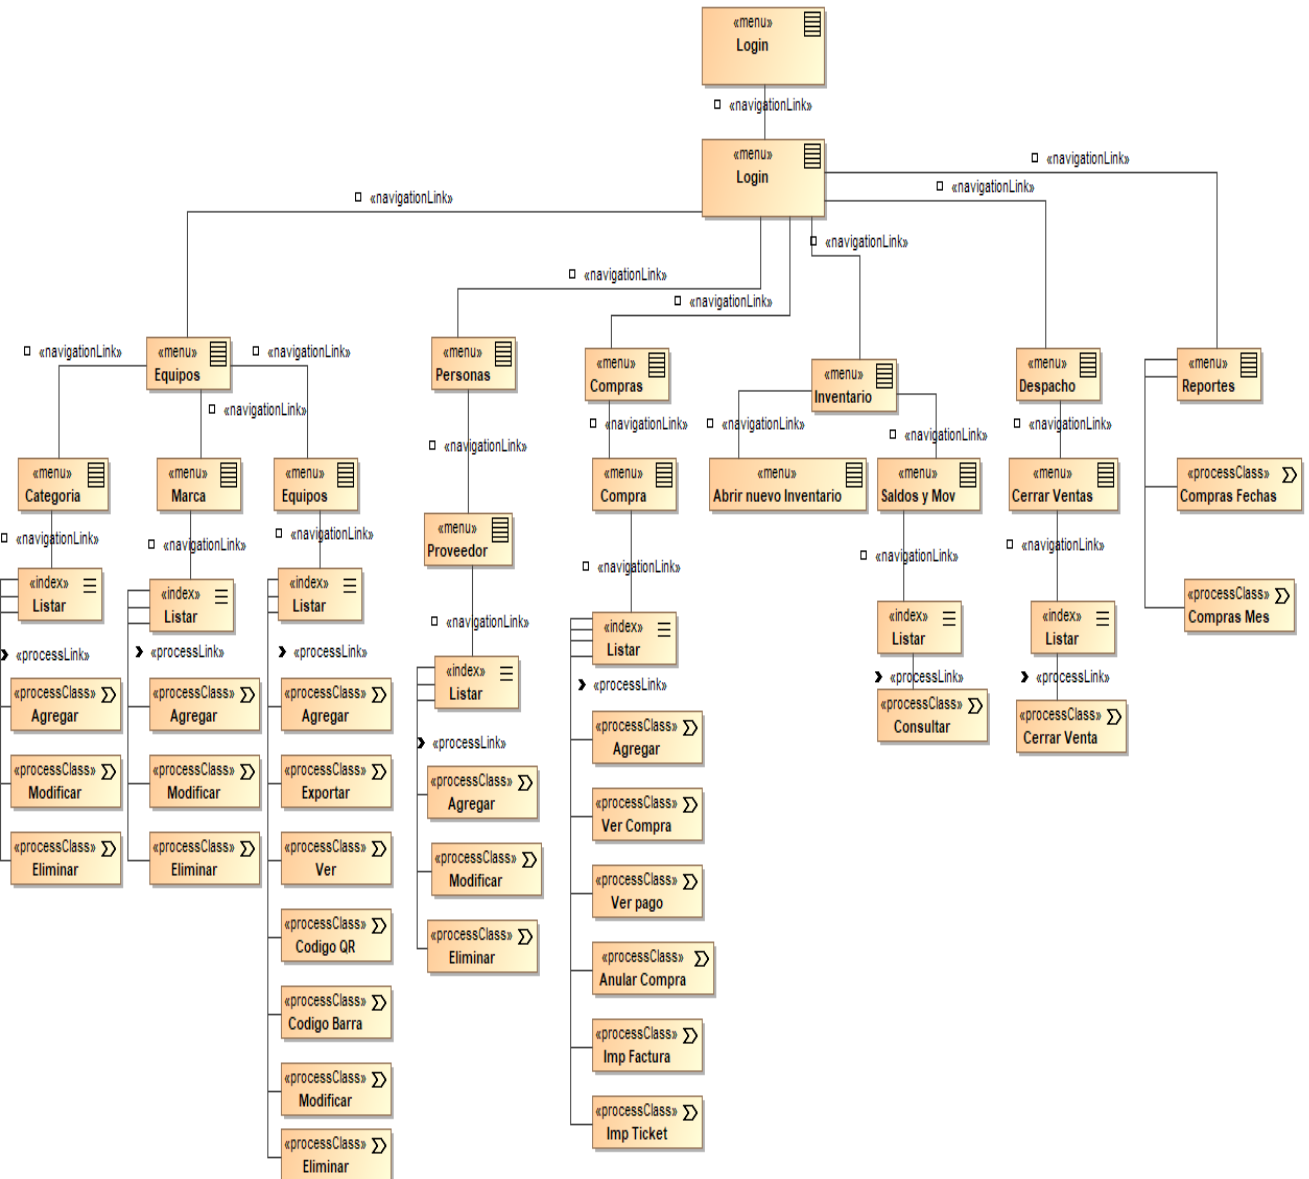 «menu»
Login
«navigationLink»
«menu»
Login
«navigationLink»
«navigationLink»
«navigationLink»
«navigationLink»
«navigationLink»
«navigationLink»
«navigationLink»
«menu»
Equipos
«navigationLink»
«navigationLink»
«navigationLink»
«menu»
Personas
«menu»
Compras
«menu»
Inventario
«menu»
Despacho
«menu»
Reportes
«navigationLink»
«navigationLink»
«navigationLink»
«navigationLink»
«navigationLink»
«menu»
Categoria
«menu»
Marca
«menu»
Equipos
«menu»
Compra
«menu»
Abrir nuevo Inventario
«menu»
Saldos y Mov
«menu»
Cerrar Ventas
«processClass»
Compras Fechas
«menu»
Proveedor
«navigationLink»
«navigationLink»
«navigationLink»
«navigationLink»
«navigationLink»
«navigationLink»
«navigationLink»
«index»
Listar
«index»
Listar
«index»
Listar
«index»
Listar
«index»
Listar
«index»
Listar
«index»
Listar
«processClass»
Compras Mes
«processLink»
«processLink»
«processLink»
«processLink»
«processLink»
«processLink»
«processLink»
«processClass»
Agregar
«processClass»
Modificar
«processClass»
Eliminar
«processClass»
Agregar
«processClass»
Modificar
«processClass»
Eliminar
«processClass»
Agregar
«processClass»
Exportar
«processClass»
Ver
«processClass»
Codigo QR
«processClass»
Codigo Barra
«processClass»
Modificar
«processClass»
Eliminar
«processClass»
Agregar
«processClass»
Modificar
«processClass»
Eliminar
«processClass»
Agregar
«processClass»
Ver Compra
«processClass»
Ver pago
«processClass»
Anular Compra
«processClass»
Imp Factura
«processClass»
Imp Ticket
«processClass»
Consultar
«processClass»
Cerrar Venta